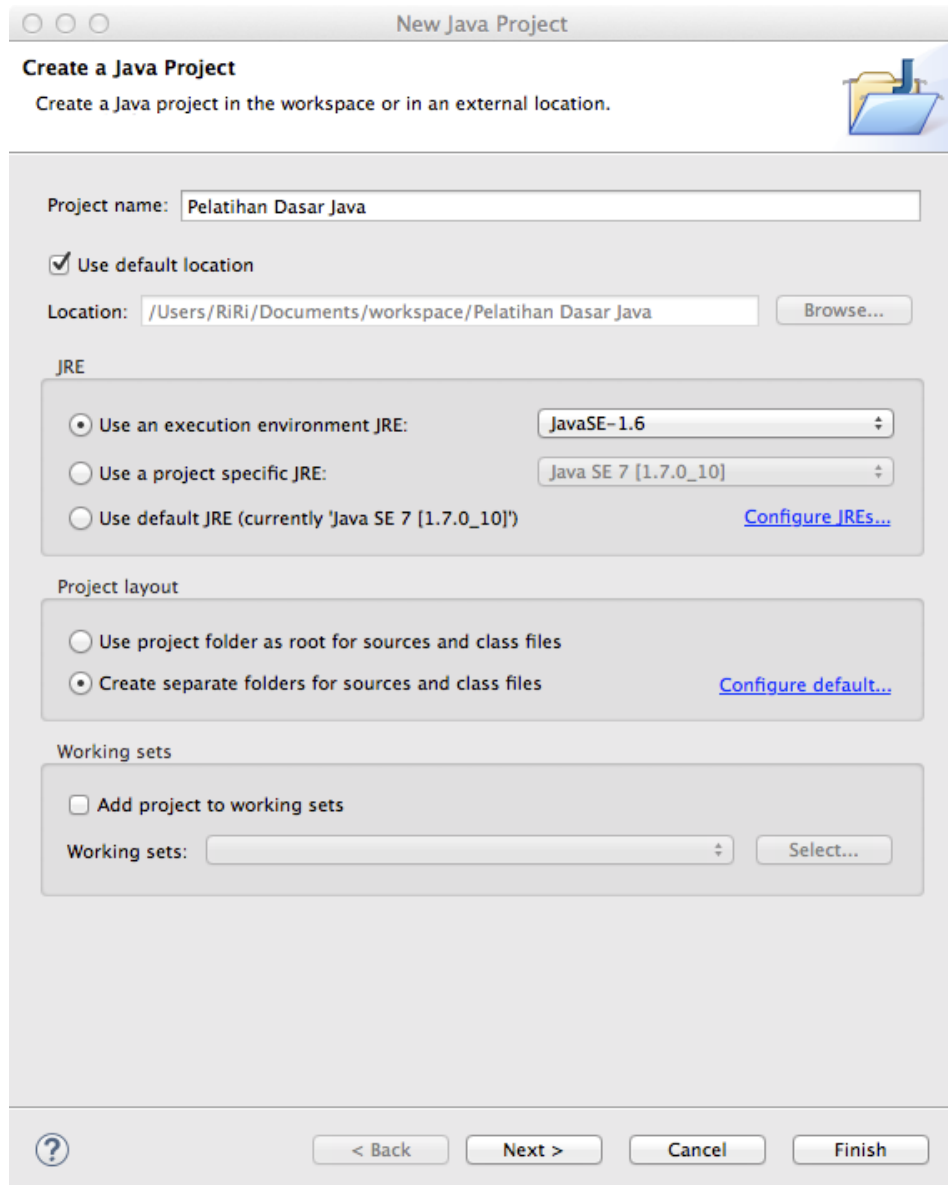 New Java Project
Create a Java Project
Create a Java project in the workspace or in an external location.
Project name: Pelatihan Dasar Java
Use default location
Location: /Users/RiRi/Documents/workspace/Pelatihan Dasar Java Browse...
JRE
Use an execution environment JRE: JavaSE-1.6
Use a project specific JRE: Java SE 7 [1.7.0_10]
Use default JRE (currently 'Java SE 7 [1.7.0_10]') Configure JREs...
Project layout
Use project folder as root for sources and class files
Create separate folders for sources and class files Configure default...
Working sets
Add project to working sets
Working sets: Select...
? < Back Next > Cancel Finish